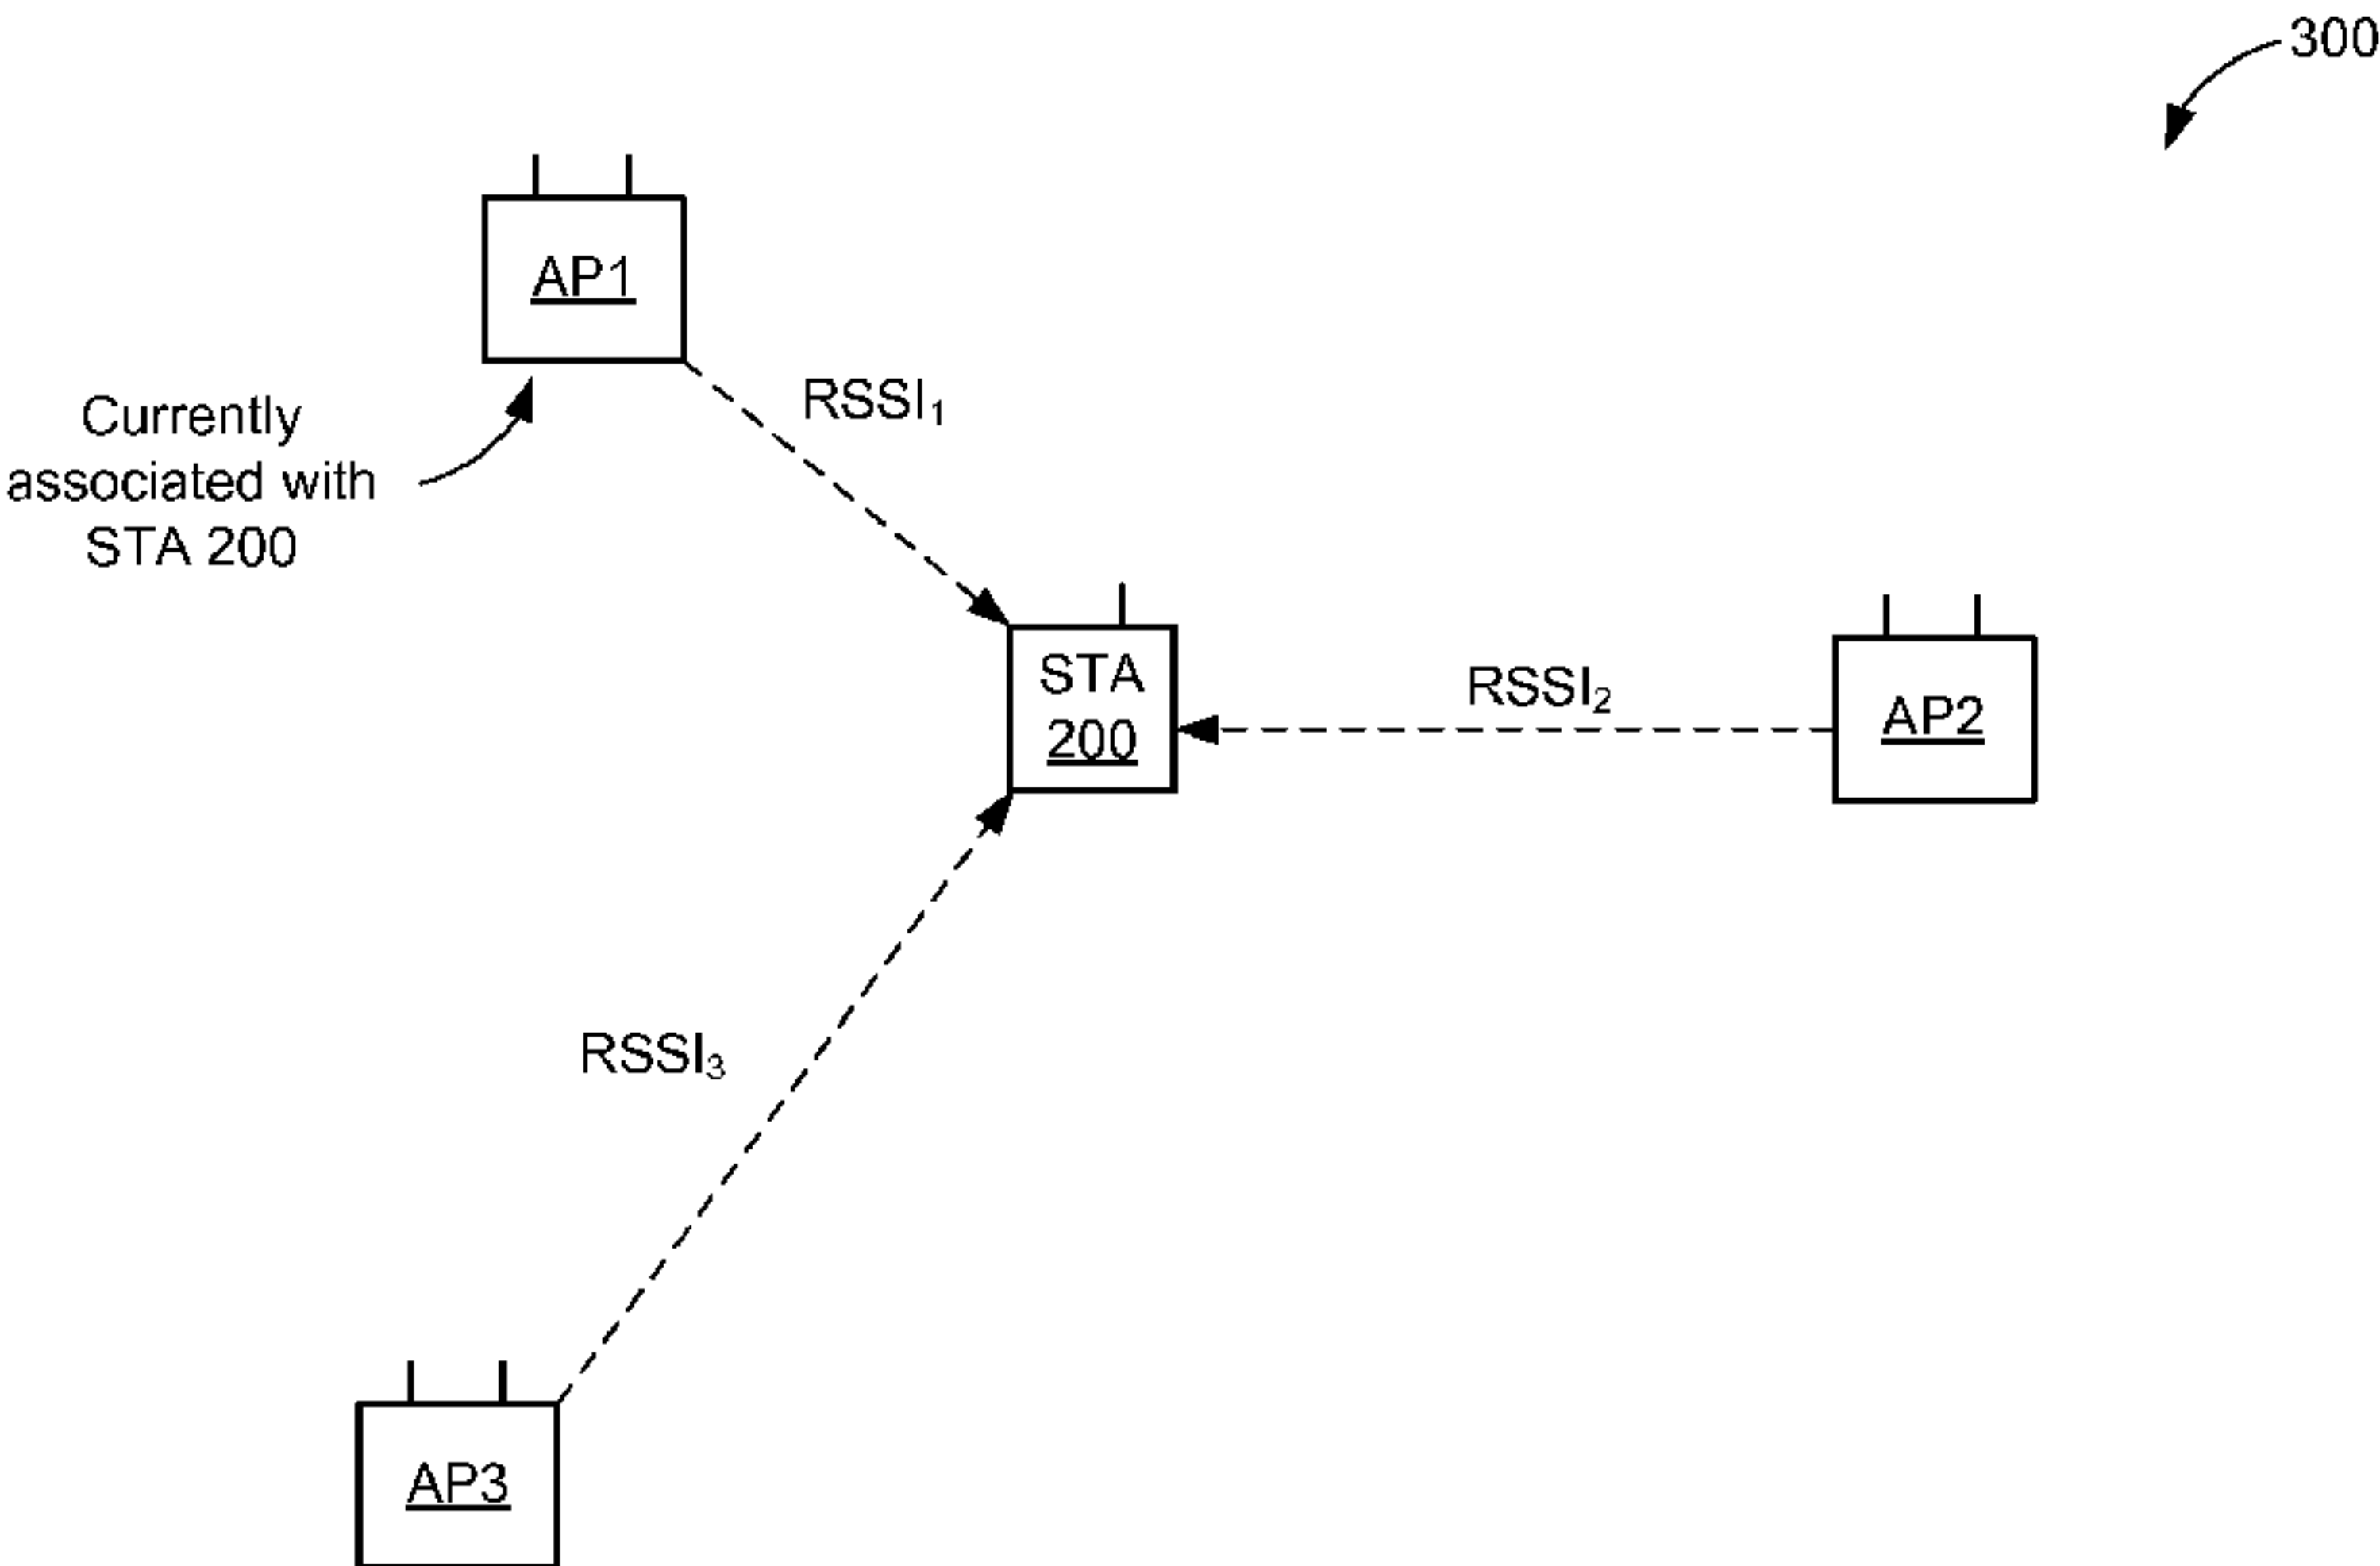 300
AP1
RSSI₁
Currently
associated with
STA 200
STA
200
RSSI₂
AP2
RSSI₃
AP3